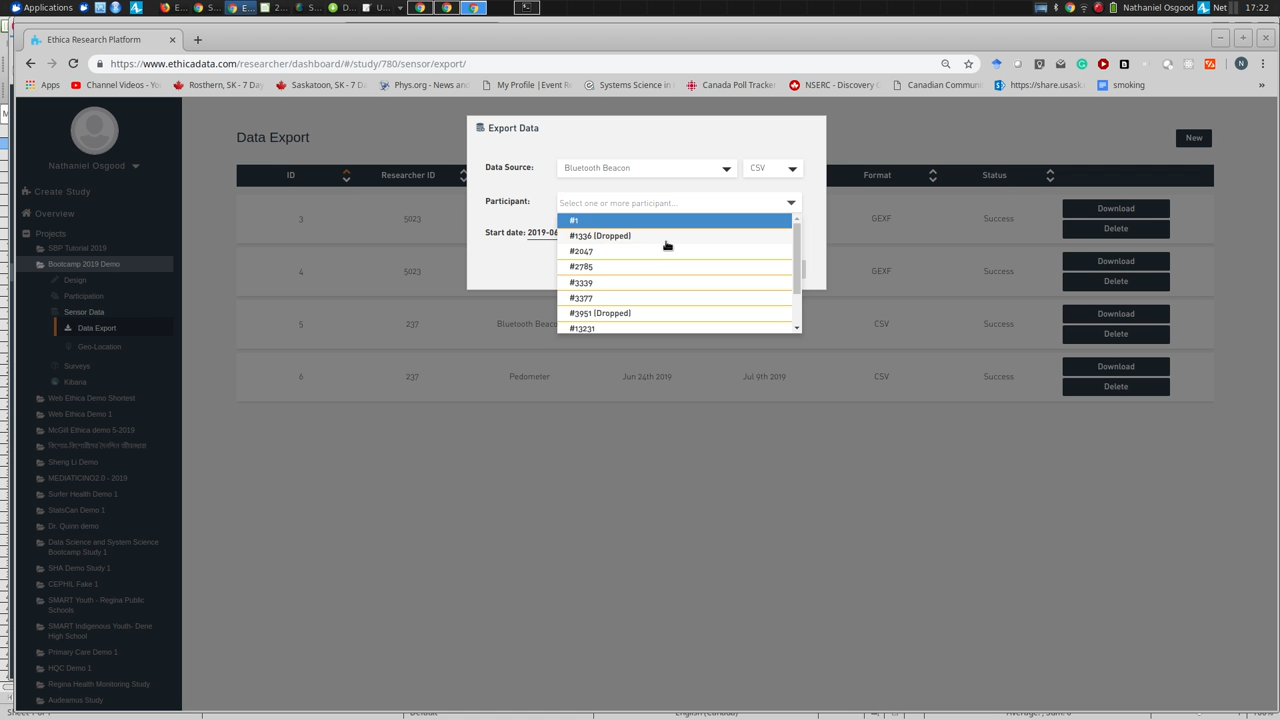 Applications
Et...
Sc...
E...
2...
S...
D...
U...
Nathaniel Osgood
Net
17:22
Ethica Research Platform
https://www.ethicadata.com/researcher/dashboard/#/study/780/sensor/export/
N
Apps
Channel Videos - Yo
Rosthern, SK - 7 Day
Saskatoon, SK - 7 D
Phys.org - News and
My Profile |Event R
Systems Science in
Canada Poll Tracker
NSERC - Discovery
Canadian Commun
https://share.usask.
smoking
»
Nathaniel Osgood
Create Study
Overview
Projects
SBP Tutorial 2019
Bootcamp 2019 Demo
Design
Participation
Sensor Data
Data Export
Geo-Location
Surveys
Kibana
Web Ethica Demo Shortest
Web Ethica Demo 1
McGill Ethica demo 5-2019
Sheng Li Demo
MEDIATICINO2.0 - 2019
Surfer Health Demo 1
StatsCan Demo 1
Dr. Quino demo
Data Science and System Science
Bootcamp Study 1
SHA Demo Study 1
CEPHIL Fake 1
SMART Youth - Regina Public
Schools
SMART Indigenous Youth- Dene
High School
Primary Care Demo 1
HQC Demo 1
Regina Health Monitoring Study
Audeamus Study
Data Export
New
ID Researcher ID Format Status
3 5023 GEXF Success Download
Delete
4 5023 GEXF Success Download
Delete
5 237 Bluetooth Beaco CSV Success Download
Delete
6 237 Pedometer Jun 24th 2019 Jul 9th 2019 CSV Success Download
Delete
Export Data
Data Source: Bluetooth Beacon CSV
Participant: Select one or more participant...
Start date: 2019-06
#1
#1336 (Dropped)
#2047
#2785
#3339
#3377
#3951 (Dropped)
#13231